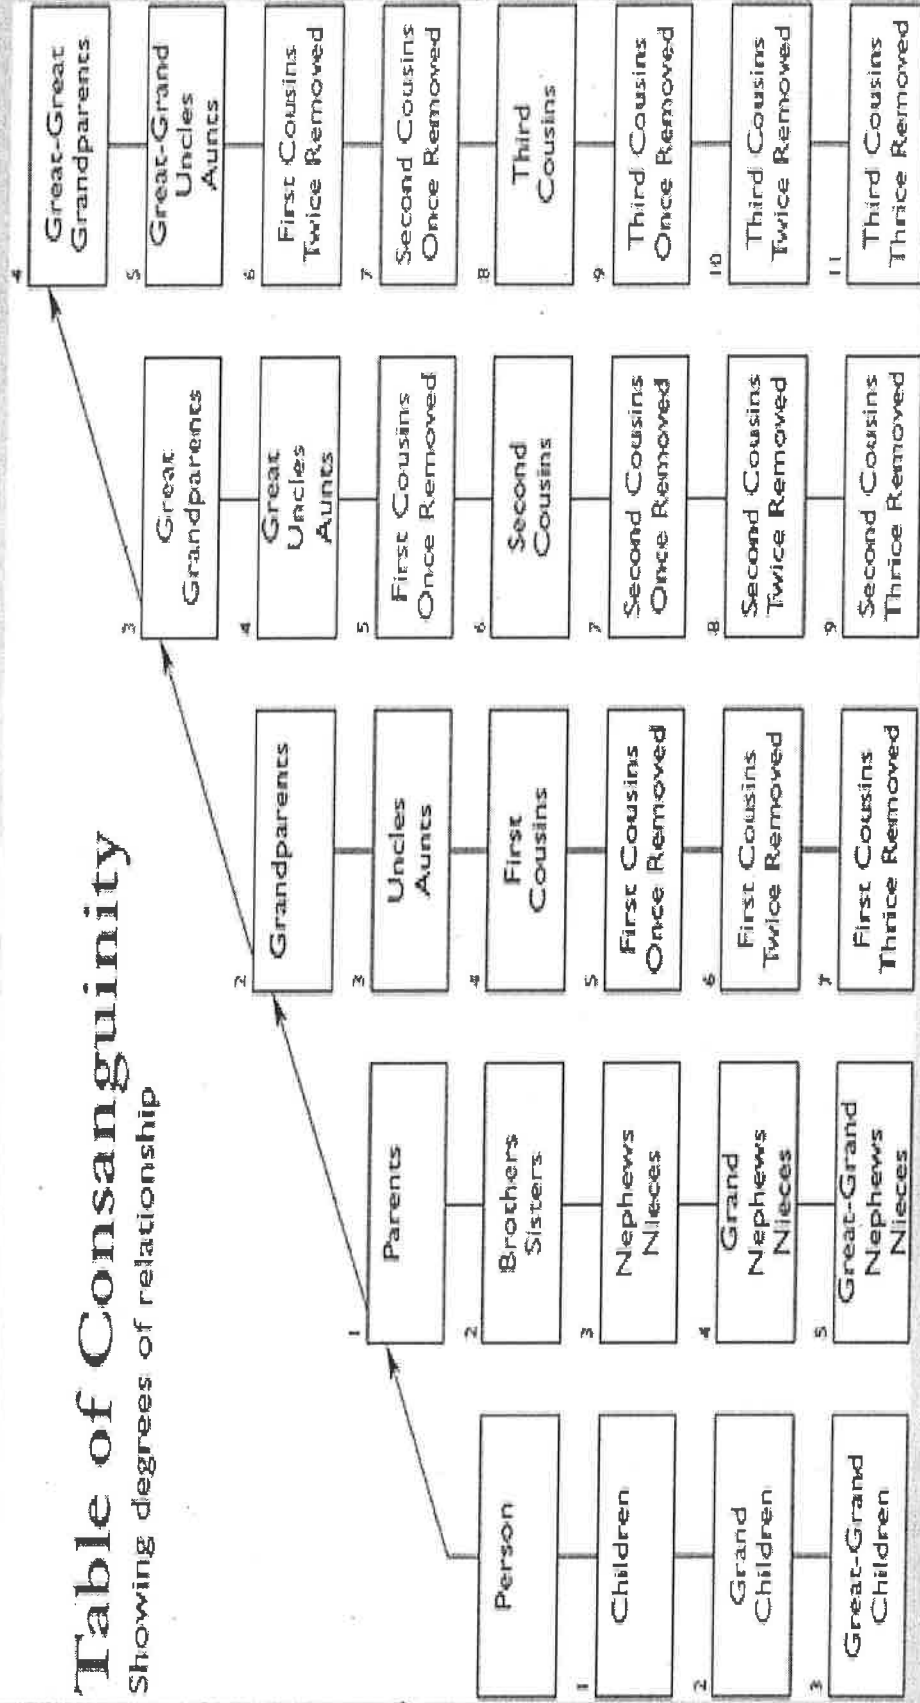 Table of Consanguinity
Showing degrees of relationship
Person
1
Children
2
Grand
Children
3
Great-Grand
Children
1
Parents
2
Brothers
Sisters
3
Nephews
Nieces
4
Grand
Nephews
Nieces
5
Great-Grand
Nephews
Nieces
2
Grandparents
3
Uncles
Aunts
4
First
Cousins
5
First Cousins
Once Removed
6
First Cousins
Twice Removed
7
First Cousins
Thrice Removed
3
Great
Grandparents
4
Great
Uncles
Aunts
5
First Cousins
Once Removed
6
Second
Cousins
7
Second Cousins
Once Removed
8
Second Cousins
Twice Removed
9
Second Cousins
Thrice Removed
4
Great-Great
Grandparents
5
Great-Grand
Uncles
Aunts
6
First Cousins
Twice Removed
7
Second Cousins
Once Removed
8
Third
Cousins
9
Third Cousins
Once Removed
10
Third Cousins
Twice Removed
11
Third Cousins
Thrice Removed